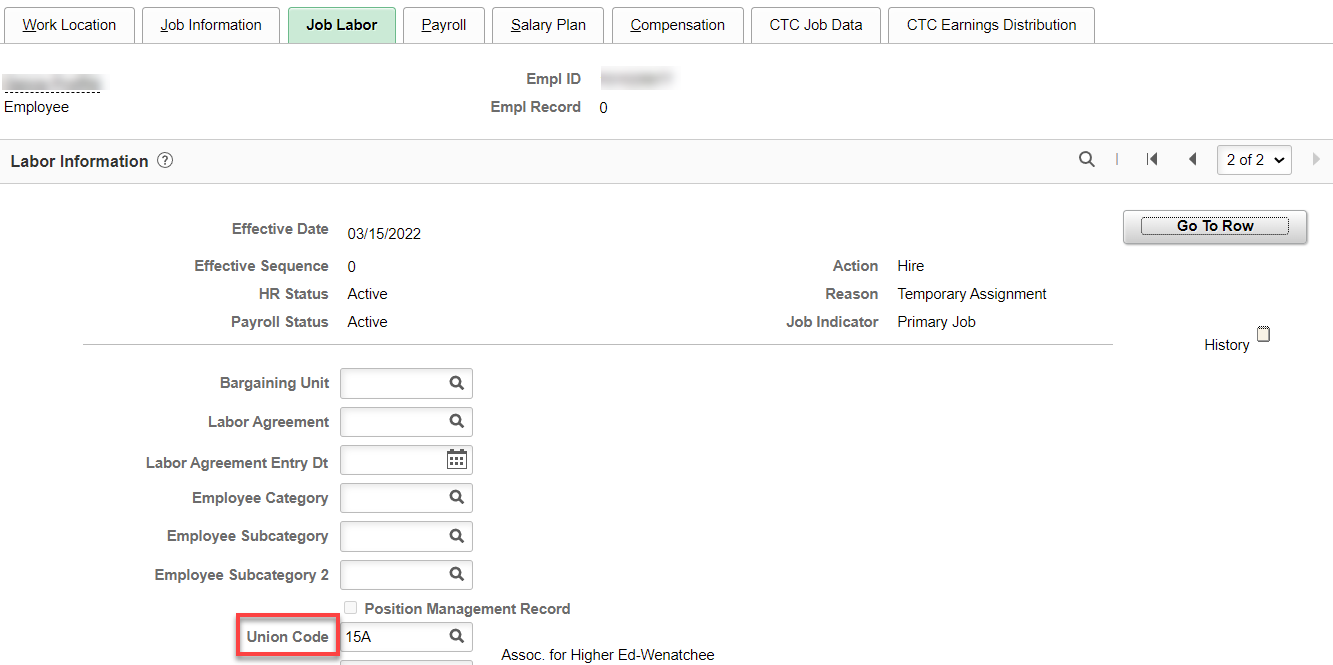 Work Location Job Information Job Labor Payroll Salary Plan Compensation CTC Job Data CTC Earnings Distribution
Empl ID
Employee Empl Record 0
Labor Information ? 2 of 2
Effective Date 03/15/2022 Go To Row
Effective Sequence 0 Action Hire
HR Status Active Reason Temporary Assignment
Payroll Status Active Job Indicator Primary Job
History
Bargaining Unit
Labor Agreement
Labor Agreement Entry Dt
Employee Category
Employee Subcategory
Employee Subcategory 2
Position Management Record
Union Code 15A
Assoc. for Higher Ed-Wenatchee